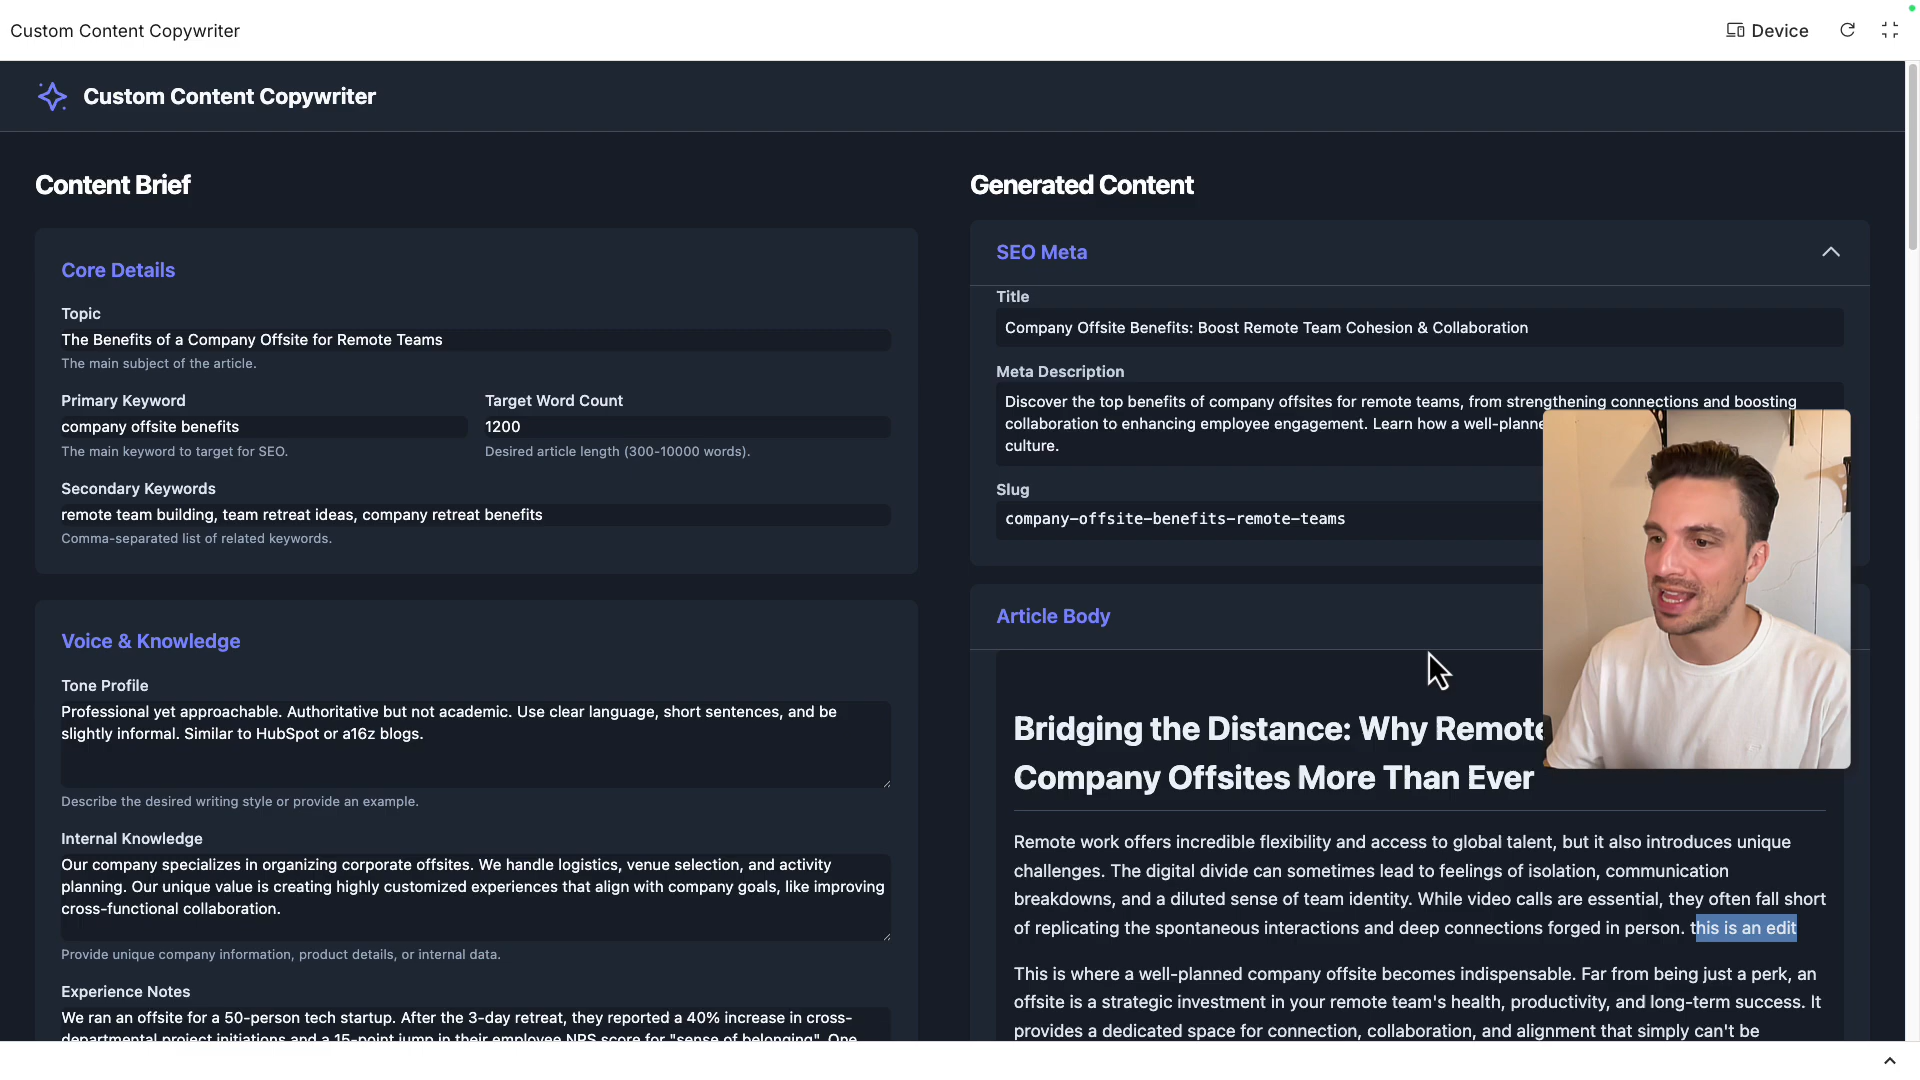 Custom Content Copywriter
Device
Custom Content Copywriter
Content Brief
Core Details
Topic
The Benefits of a Company Offsite for Remote Teams
The main subject of the article.
Primary Keyword
Target Word Count
company offsite benefits
1200
The main keyword to target for SEO.
Desired article length (300-10000 words).
Secondary Keywords
remote team building, team retreat ideas, company retreat benefits
Comma-separated list of related keywords.
Voice & Knowledge
Tone Profile
Professional yet approachable. Authoritative but not academic. Use clear language, short sentences, and be
slightly informal. Similar to HubSpot or a16z blogs.
Describe the desired writing style or provide an example.
Internal Knowledge
Our company specializes in organizing corporate offsites. We handle logistics, venue selection, and activity
planning. Our unique value is creating highly customized experiences that align with company goals, like improving
cross-functional collaboration.
Provide unique company information, product details, or internal data.
Experience Notes
We ran an offsite for a 50-person tech startup. After the 3-day retreat, they reported a 40% increase in cross-
departmental project initiations and a 15-point jump in their employee NPS score for "sense of belonging". One
Generated Content
SEO Meta
Title
Company Offsite Benefits: Boost Remote Team Cohesion & Collaboration
Meta Description
Discover the top benefits of company offsites for remote teams, from strengthening connections and boosting
collaboration to enhancing employee engagement. Learn how a well-planne
culture.
Slug
company-offsite-benefits-remote-teams
Article Body
Bridging the Distance: Why Remote
Company Offsites More Than Ever
Remote work offers incredible flexibility and access to global talent, but it also introduces unique
challenges. The digital divide can sometimes lead to feelings of isolation, communication
breakdowns, and a diluted sense of team identity. While video calls are essential, they often fall short
of replicating the spontaneous interactions and deep connections forged in person. this is an edit
This is where a well-planned company offsite becomes indispensable. Far from being just a perk, an
offsite is a strategic investment in your remote team's health, productivity, and long-term success. It
provides a dedicated space for connection, collaboration, and alignment that simply can't be